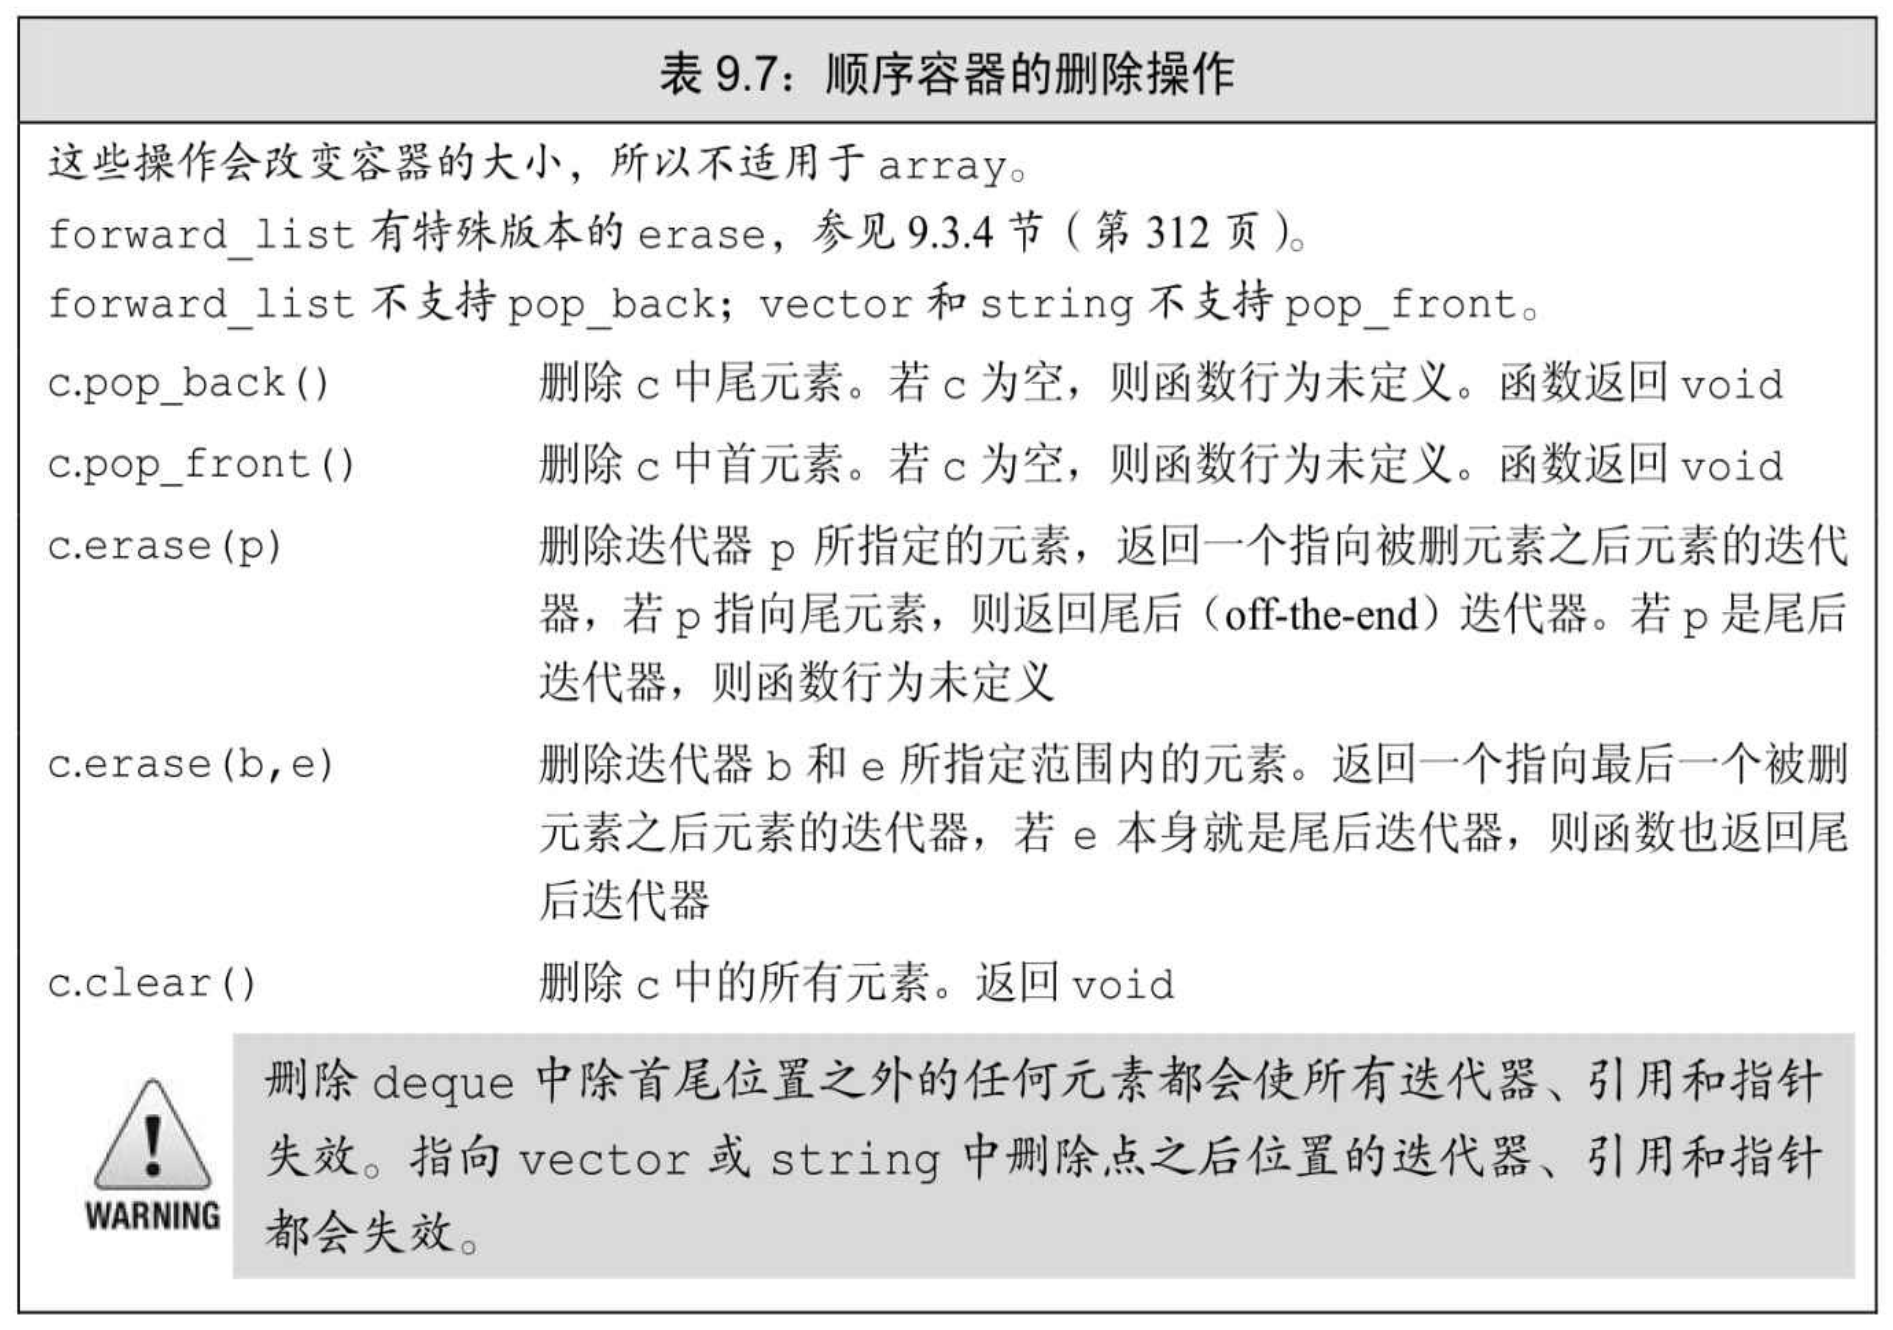 表 9.7：顺序容器的删除操作
这些操作会改变容器的大小，所以不适用于 array。
forward_list 有特殊版本的 erase，参见 9.3.4 节（第 312 页）。
forward_list 不支持 pop_back；vector 和 string 不支持 pop_front。
c.pop_back() 删除 c 中尾元素。若 c 为空，则函数行为未定义。函数返回 void
c.pop_front() 删除 c 中首元素。若 c 为空，则函数行为未定义。函数返回 void
c.erase(p) 删除迭代器 p 所指定的元素，返回一个指向被删元素之后元素的迭代
器，若 p 指向尾元素，则返回尾后（off-the-end）迭代器。若 p 是尾后
迭代器，则函数行为未定义
c.erase(b,e) 删除迭代器 b 和 e 所指定范围内的元素。返回一个指向最后一个被删
元素之后元素的迭代器，若 e 本身就是尾后迭代器，则函数也返回尾
后迭代器
c.clear() 删除 c 中的所有元素。返回 void
删除 deque 中除首尾位置之外的任何元素都会使所有迭代器、引用和指针
失效。指向 vector 或 string 中删除点之后位置的迭代器、引用和指针
都会失效。
WARNING